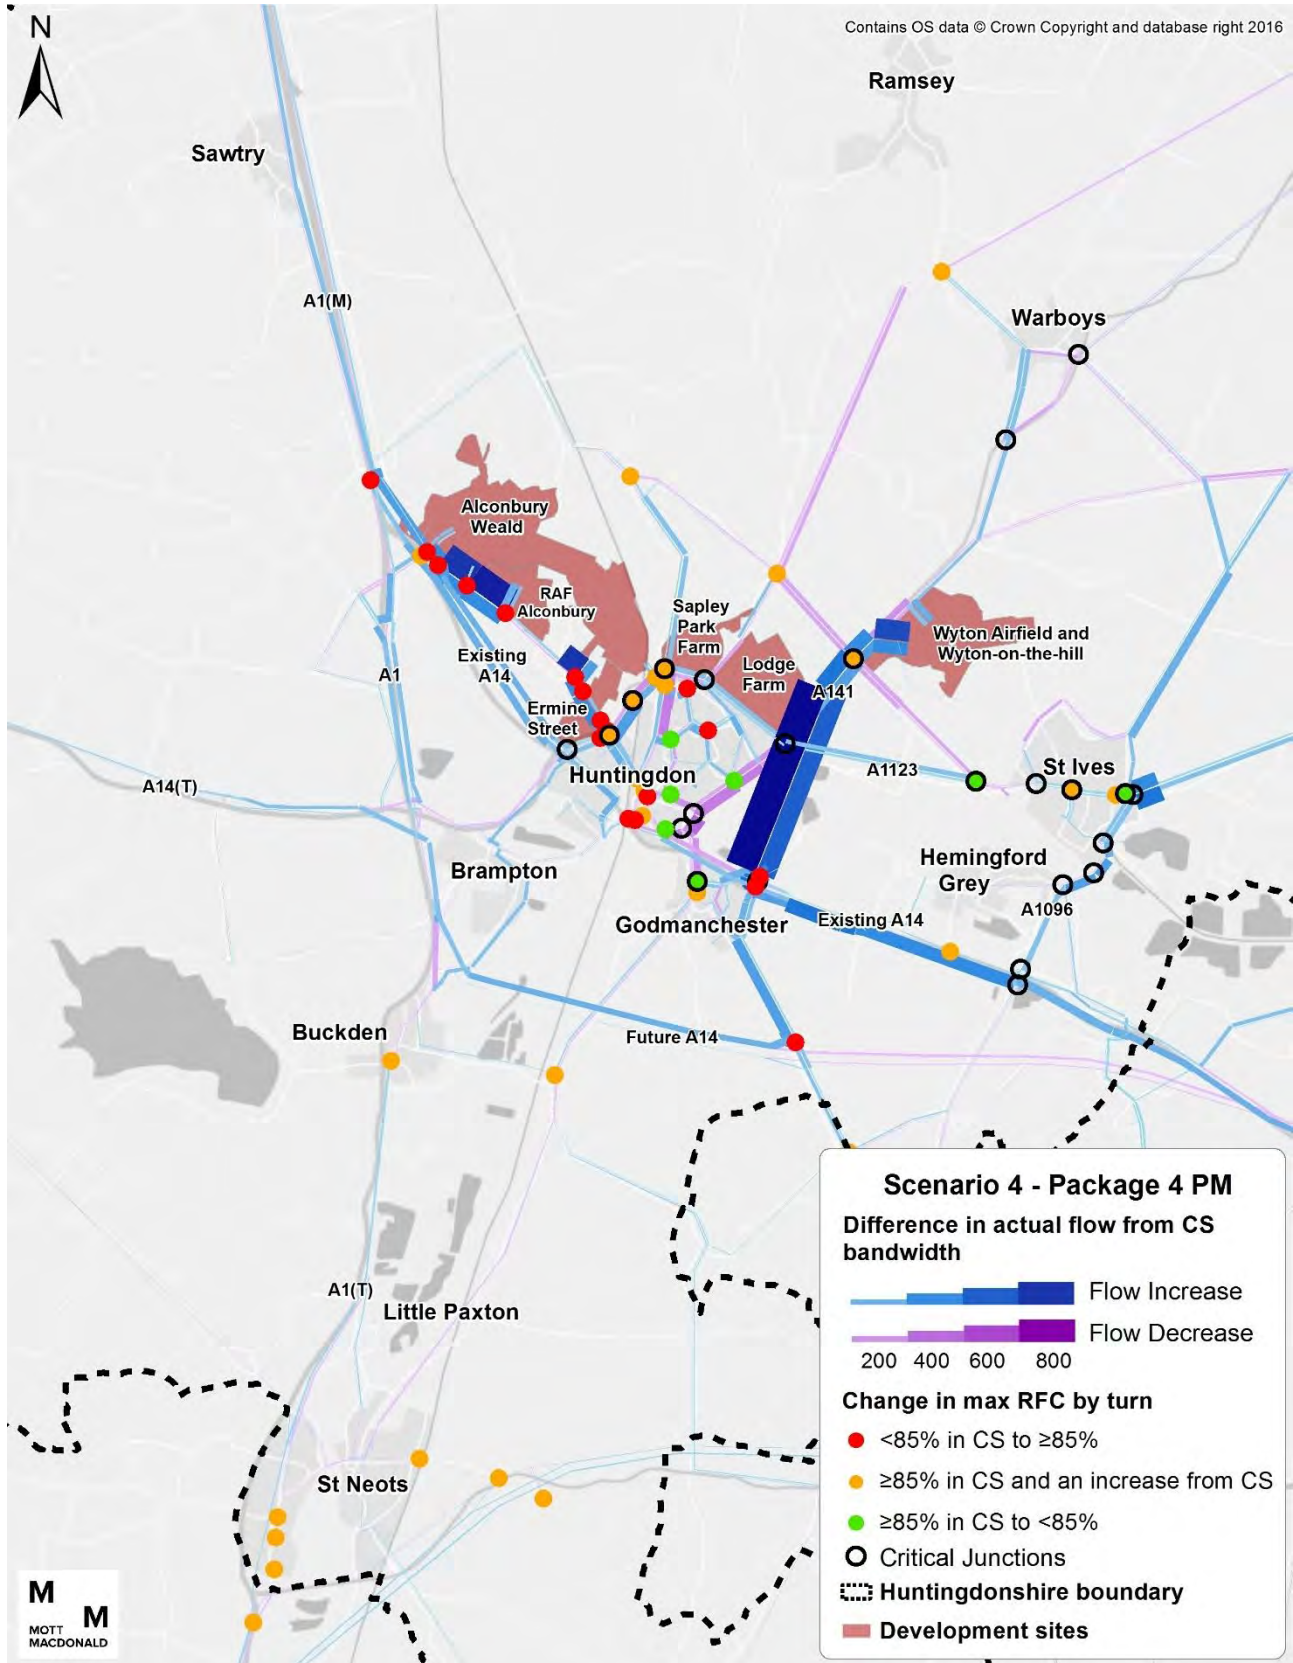 N
Contains OS data © Crown Copyright and database right 2016
Ramsey
Sawtry
A1(M)
Warboys
Alconbury
Weald
RAF
Alconbury
Sapley
Park
Farm
Wyton Airfield and
Wyton-on-the-hill
Existing
A14
Lodge
Farm
A1
A141
Ermine
Street
Huntingdon
A1123
St Ives
A14(T)
Brampton
Hemingford
Grey
A1096
Godmanchester
Existing A14
Buckden
Future A14
A1(T)
Little Paxton
St Neots
Scenario 4 - Package 4 PM
Difference in actual flow from CS
bandwidth
Flow Increase
Flow Decrease
200 400 600 800
Change in max RFC by turn
<85% in CS to ≥85%
≥85% in CS and an increase from CS
≥85% in CS to <85%
Critical Junctions
Huntingdonshire boundary
Development sites
M
M
MOTT
MACDONALD